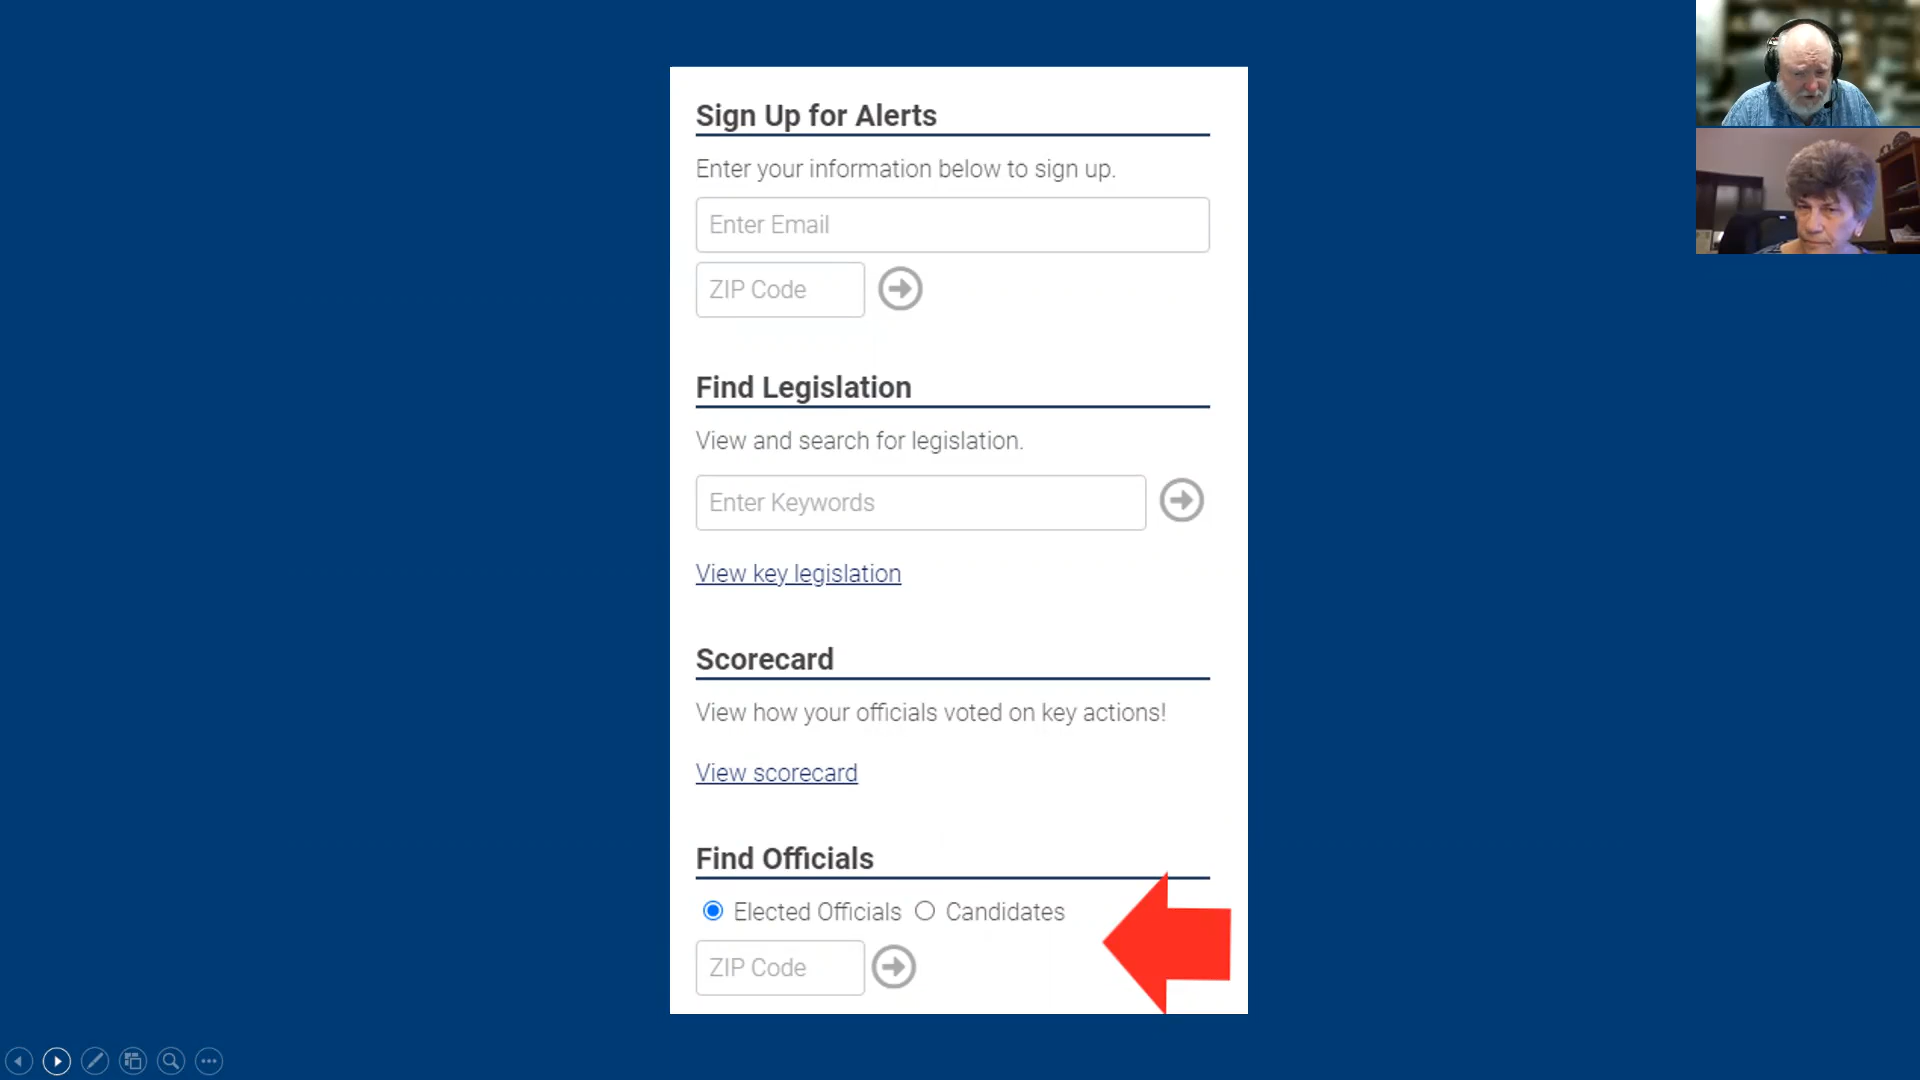 Sign Up for Alerts
Enter your information below to sign up.
Enter Email
ZIP Code
Find Legislation
View and search for legislation.
Enter Keywords
View key legislation
Scorecard
View how your officials voted on key actions!
View scorecard
Find Officials
Elected Officials Candidates
ZIP Code